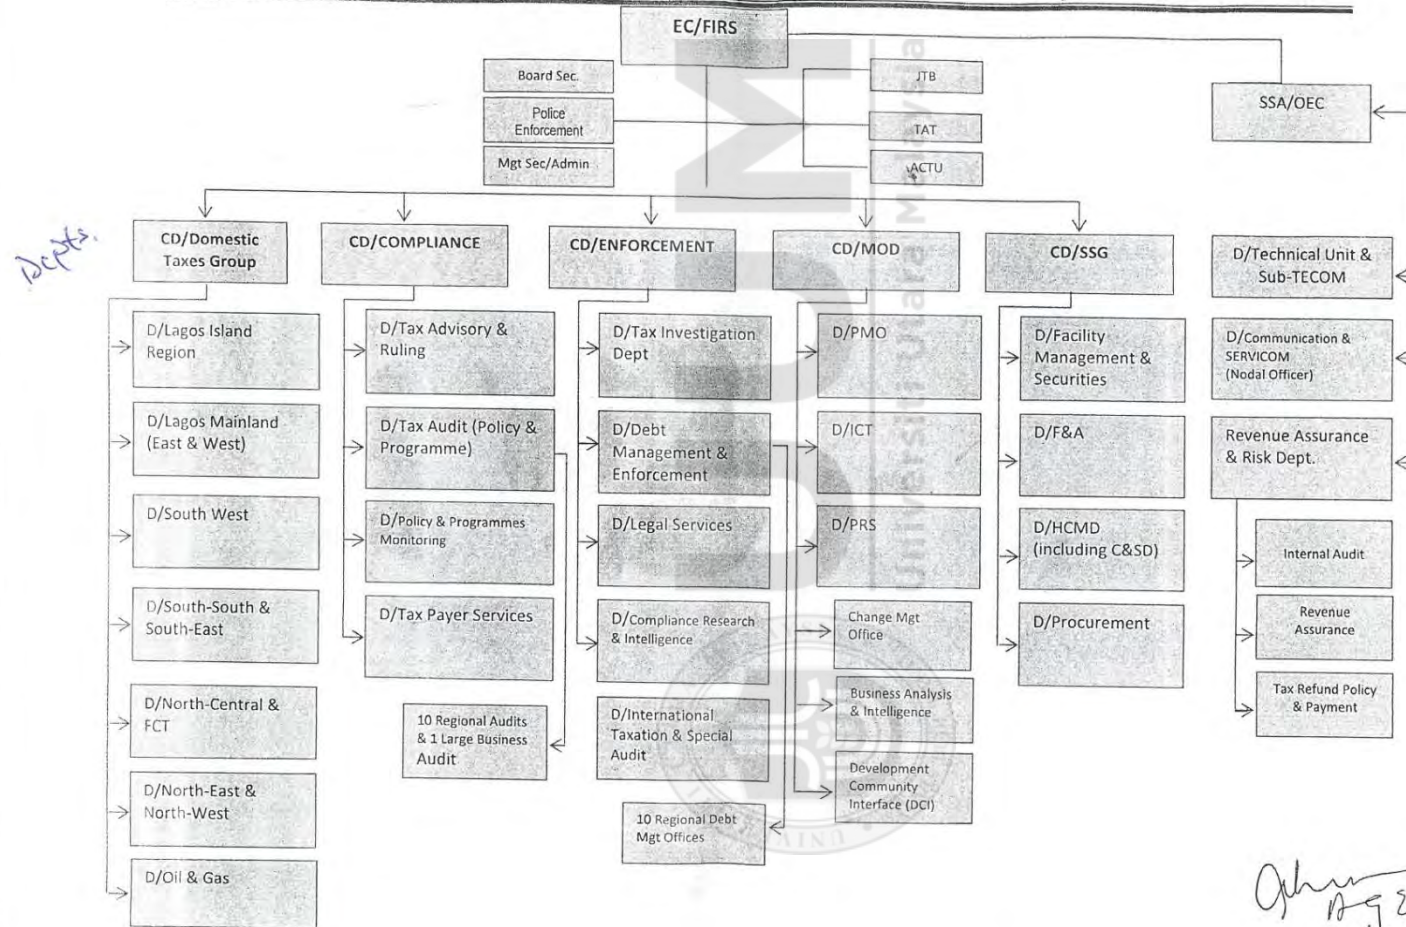 EC/FIRS
Board Sec.
Police
Enforcement
Mgt Sec/Admin
JTB
TAT
ACTU
SSA/OEC
Depts.
CD/Domestic
Taxes Group
D/Lagos Island
Region
D/Lagos Mainland
(East & West)
D/South West
D/South-South &
South-East
D/North-Central &
FCT
D/North-East &
North-West
D/Oil & Gas
CD/COMPLIANCE
D/Tax Advisory &
Ruling
D/Tax Audit (Policy &
Programme)
D/Policy & Programmes
Monitoring
D/Tax Payer Services
10 Regional Audits
& 1 Large Business
Audit
CD/ENFORCEMENT
D/Tax Investigation
Dept
D/Debt
Management &
Enforcement
D/Legal Services
D/Compliance Research
& Intelligence
D/International
Taxation & Special
Audit
10 Regional Debt
Mgt Offices
CD/MOD
D/PMO
D/ICT
D/PRS
Change Mgt
Office
Business Analysis
& Intelligence
Development
Community
Interface (DCI)
CD/SSG
D/Facility
Management &
Securities
D/F&A
D/HCMD
(including C&SD)
D/Procurement
D/Technical Unit &
Sub-TECOM
D/Communication &
SERVICOM
(Nodal Officer)
Revenue Assurance
& Risk Dept.
Internal Audit
Revenue
Assurance
Tax Refund Policy
& Payment
UUM
Universiti Utara Malaysia